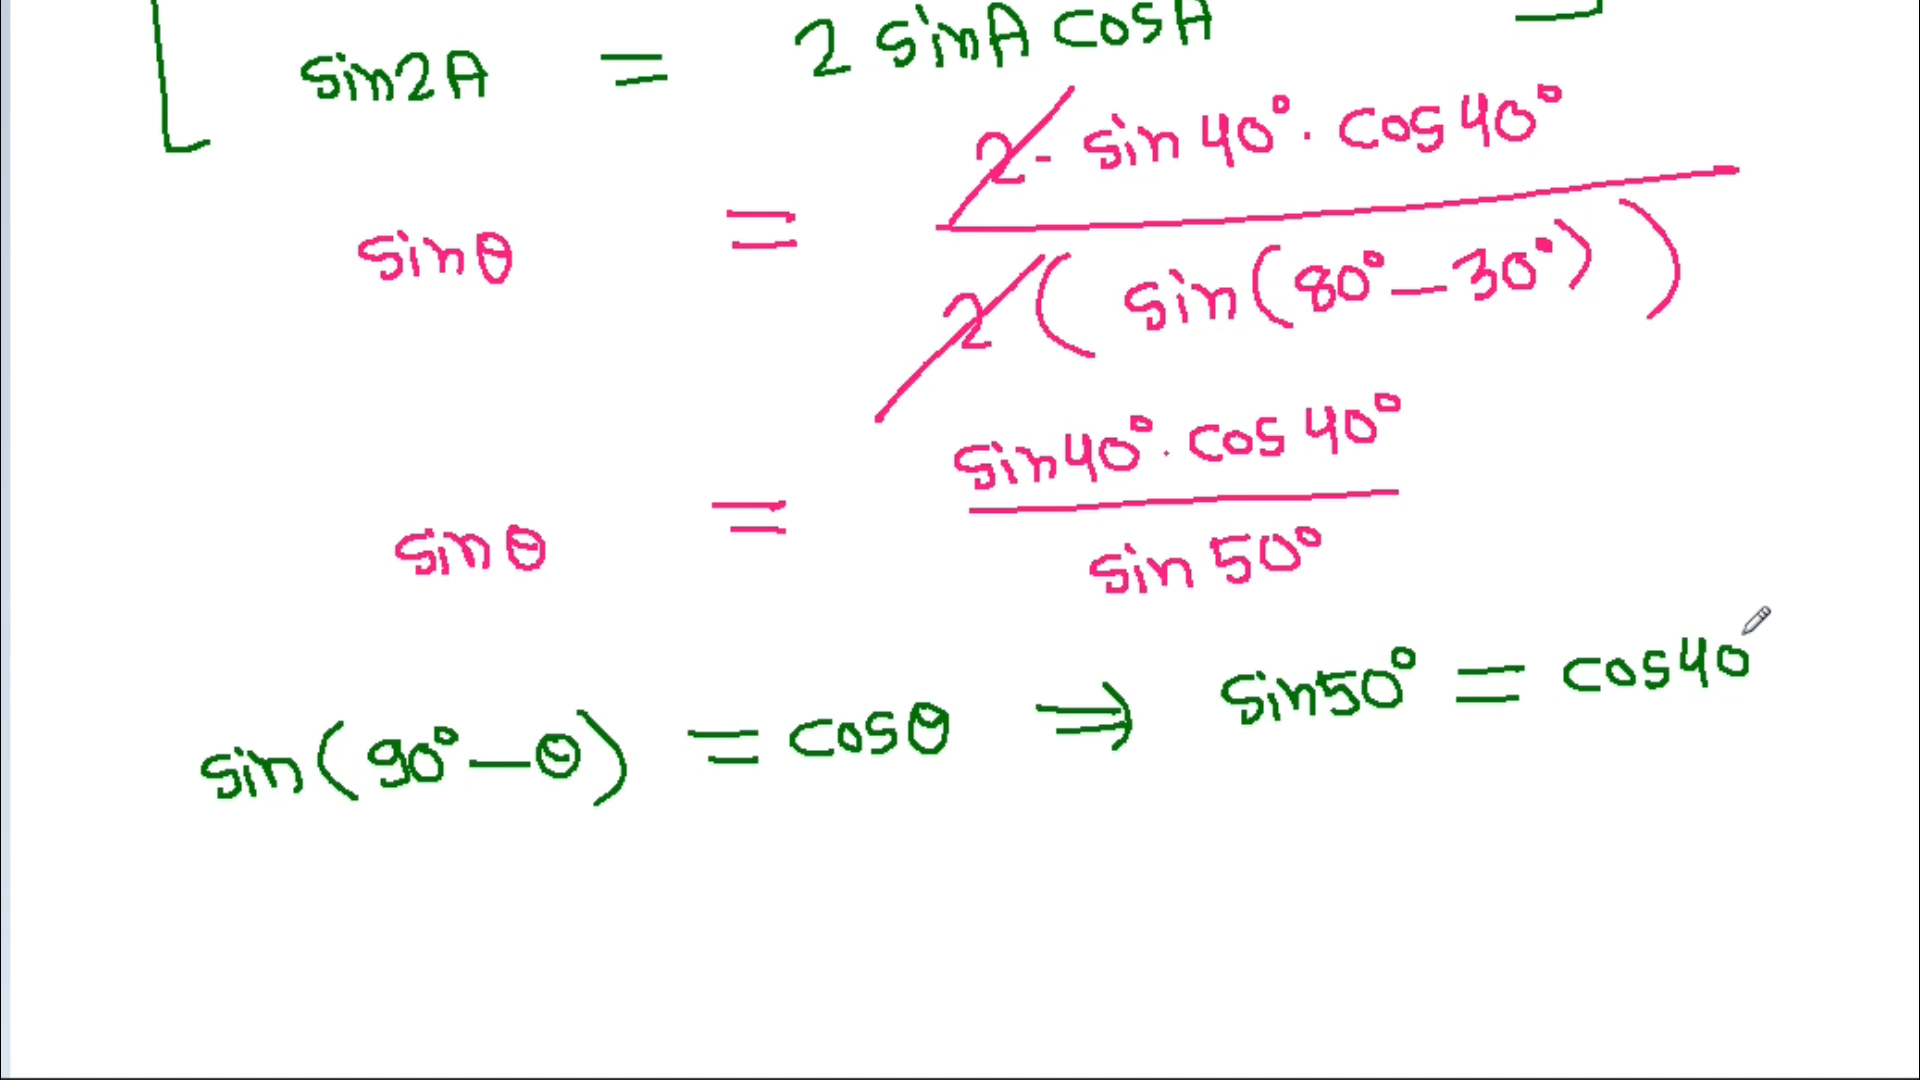 sin2A = 2 sinA cosA
2 - sin 40° . cos 40°
sinθ =
2 ( sin(80° - 30°) )
sin40° . cos 40°
sinθ =
sin 50°
sin(90° - θ) = cosθ ⇒ sin50° = cos40